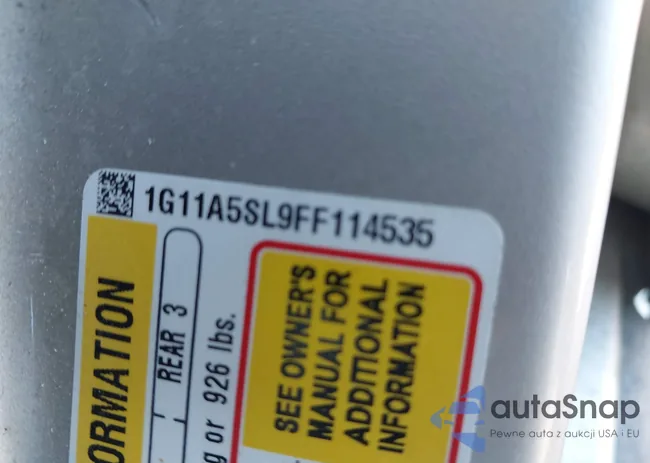 1G11A5SL9FF114535
ORMATION
REAR 3
g or 926 lbs.
SEE OWNER'S
MANUAL FOR
ADDITIONAL
INFORMATION
autaSnap
Pewne auta z aukcji USA i EU